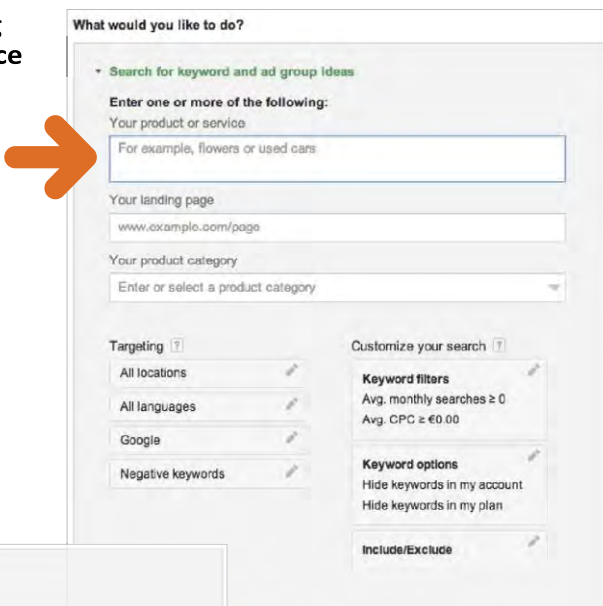 What would you like to do?
ce
Search for keyword and ad group ideas
Enter one or more of the following:
Your product or service
For example, flowers or used cars
Your landing page
www.example.com/page
Your product category
Enter or select a product category
Targeting ?
All locations
All languages
Google
Negative keywords
Customize your search ?
Keyword filters
Avg. monthly searches ≥ 0
Avg. CPC ≥ €0.00
Keyword options
Hide keywords in my account
Hide keywords in my plan
Include/Exclude